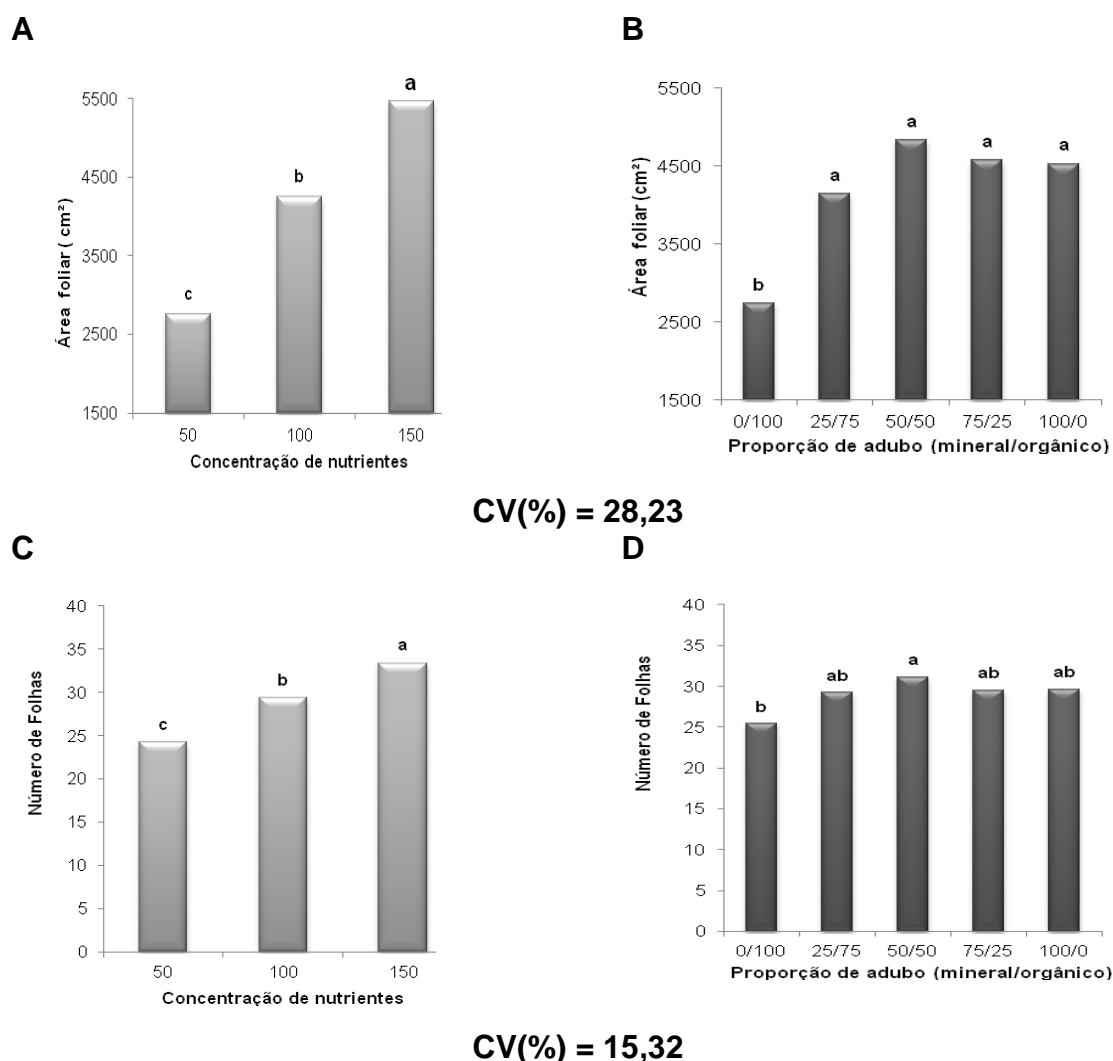 A
B
Área foliar ( cm²)
5500
4500
3500
2500
1500
c
b
a
50 100 150
Concentração de nutrientes
Área foliar (cm²)
5500
4500
3500
2500
1500
b
a
a
a
a
0/100 25/75 50/50 75/25 100/0
Proporção de adubo (mineral/orgânico)
CV(%) = 28,23
C
D
Número de Folhas
40
35
30
25
20
15
10
5
0
c
b
a
50 100 150
Concentração de nutrientes
Número de Folhas
40
35
30
25
20
15
10
5
0
b
ab
a
ab
ab
0/100 25/75 50/50 75/25 100/0
Proporção de adubo (mineral/orgânico)
CV(%) = 15,32